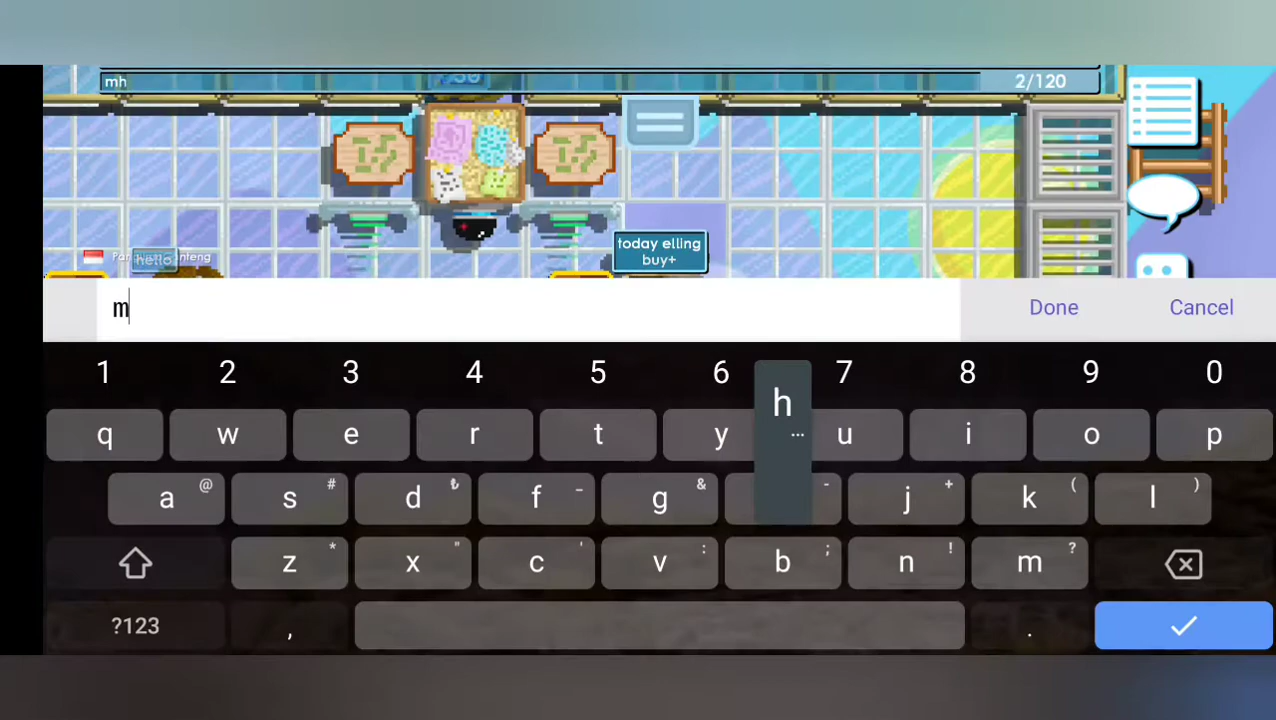 mh
2/120
hello
today elling
buy+
m
Done
Cancel
1 2 3 4 5 6 7 8 9 0
h
...
q w e r t y u i o p
@ # ₺ _ & - + ( )
a s d f g j k l
* " ' : ; ! ?
z x c v b n m
?123 , .